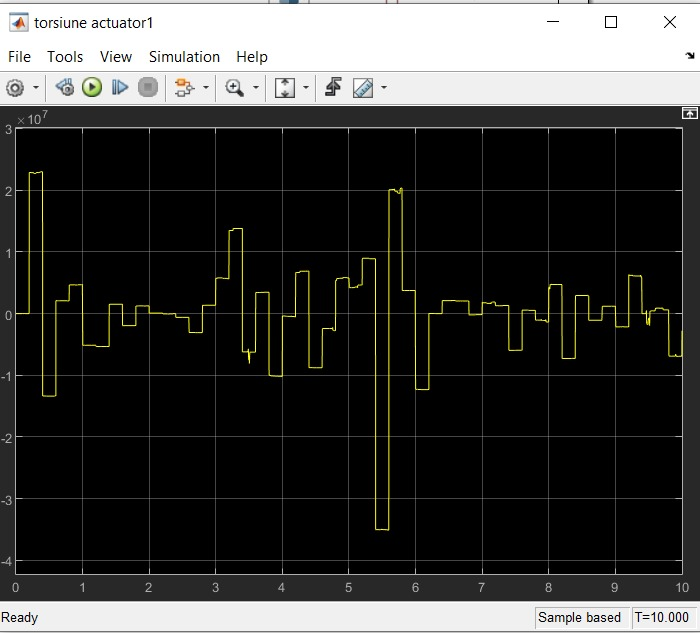 torsiune actuator1
File Tools View Simulation Help
×10⁷
3
2
1
0
-1
-2
-3
-4
0 1 2 3 4 5 6 7 8 9 10
Ready Sample based T=10.000